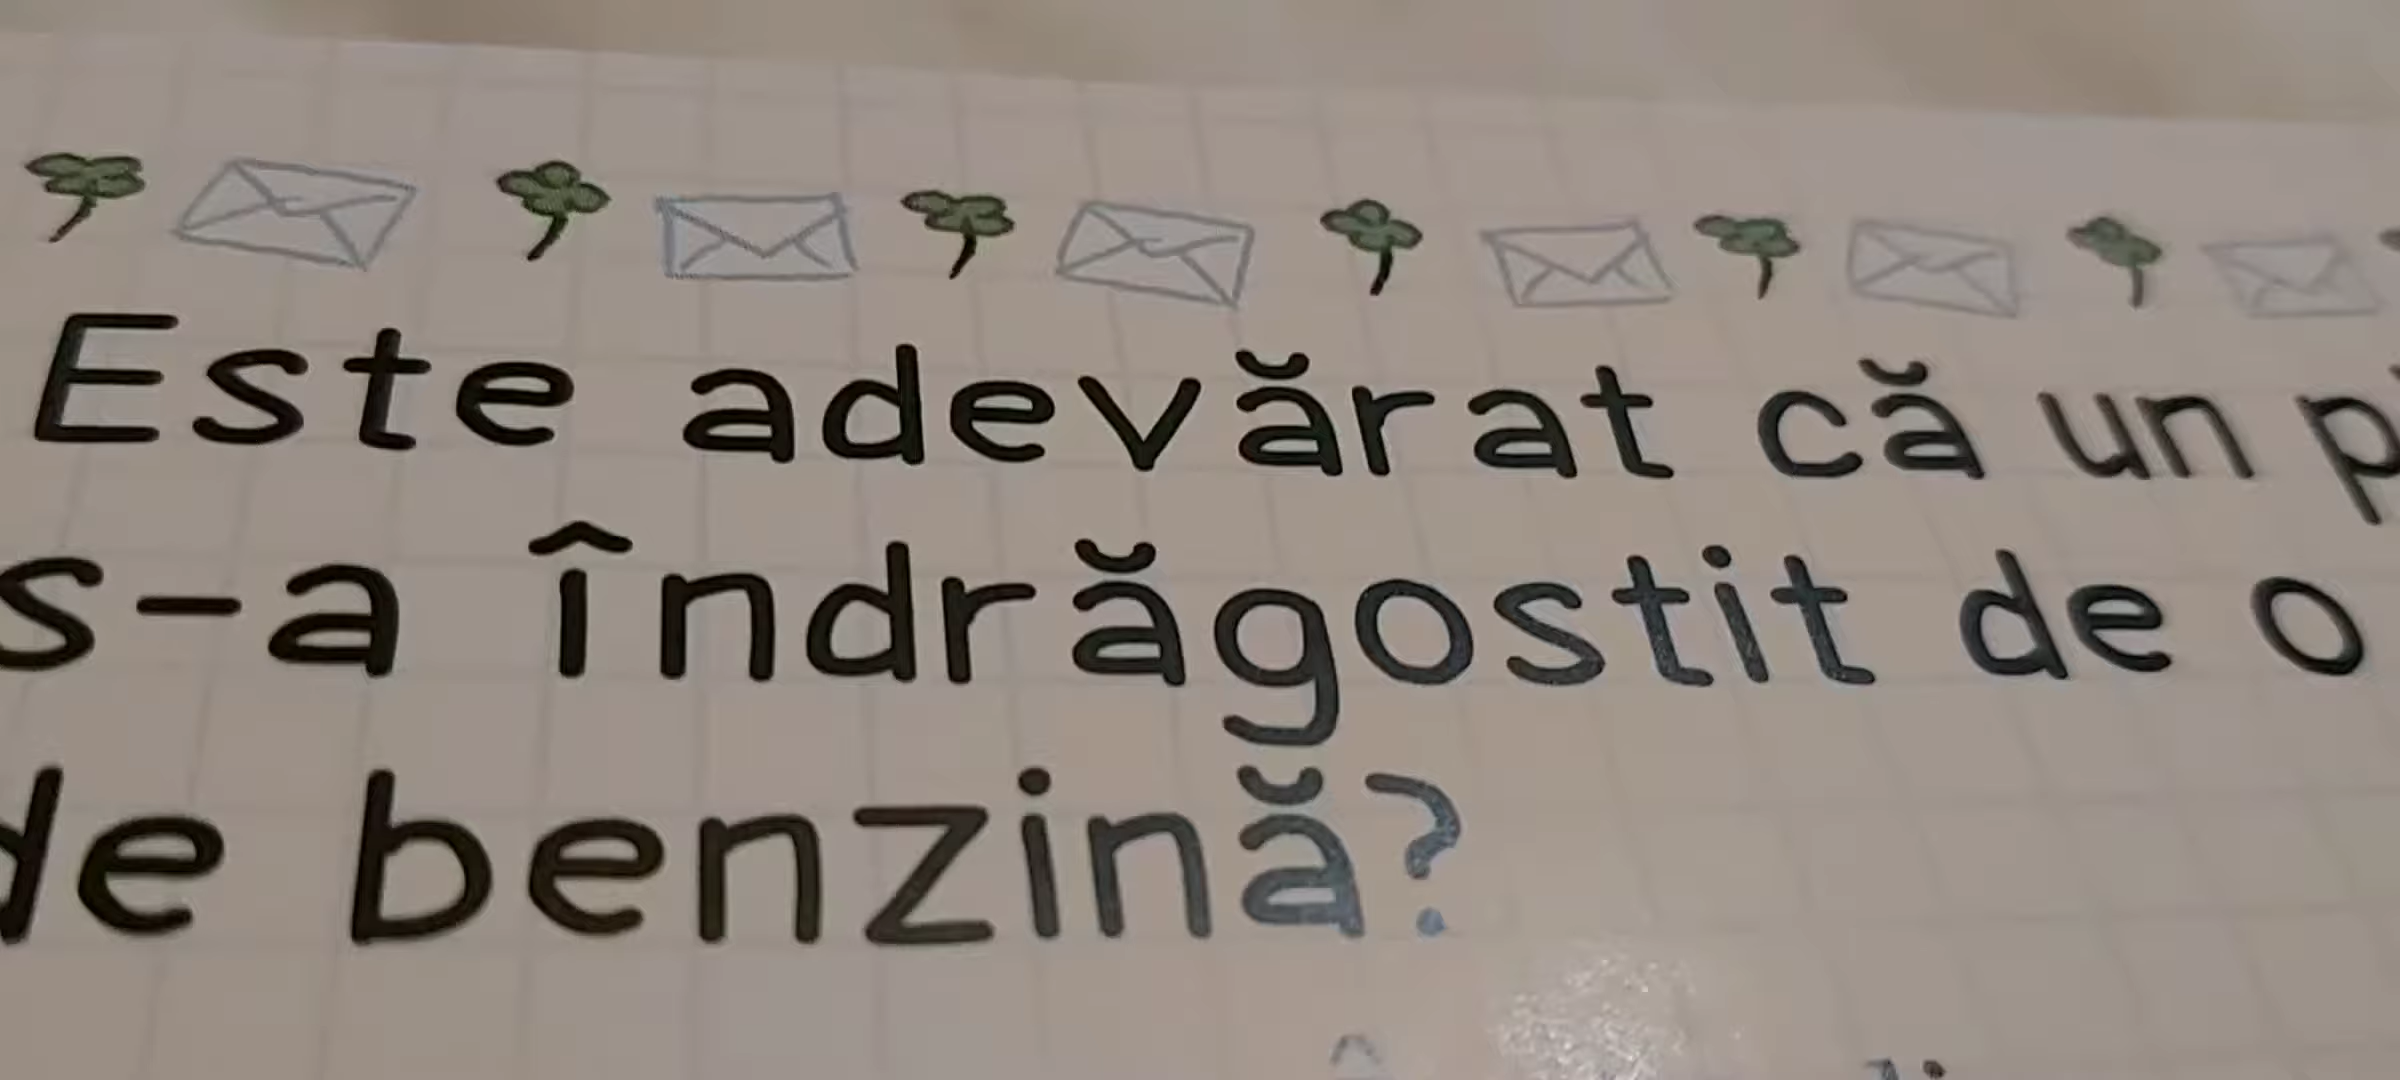 Este adevărat că un
s-a îndrăgostit de o
de benzină?